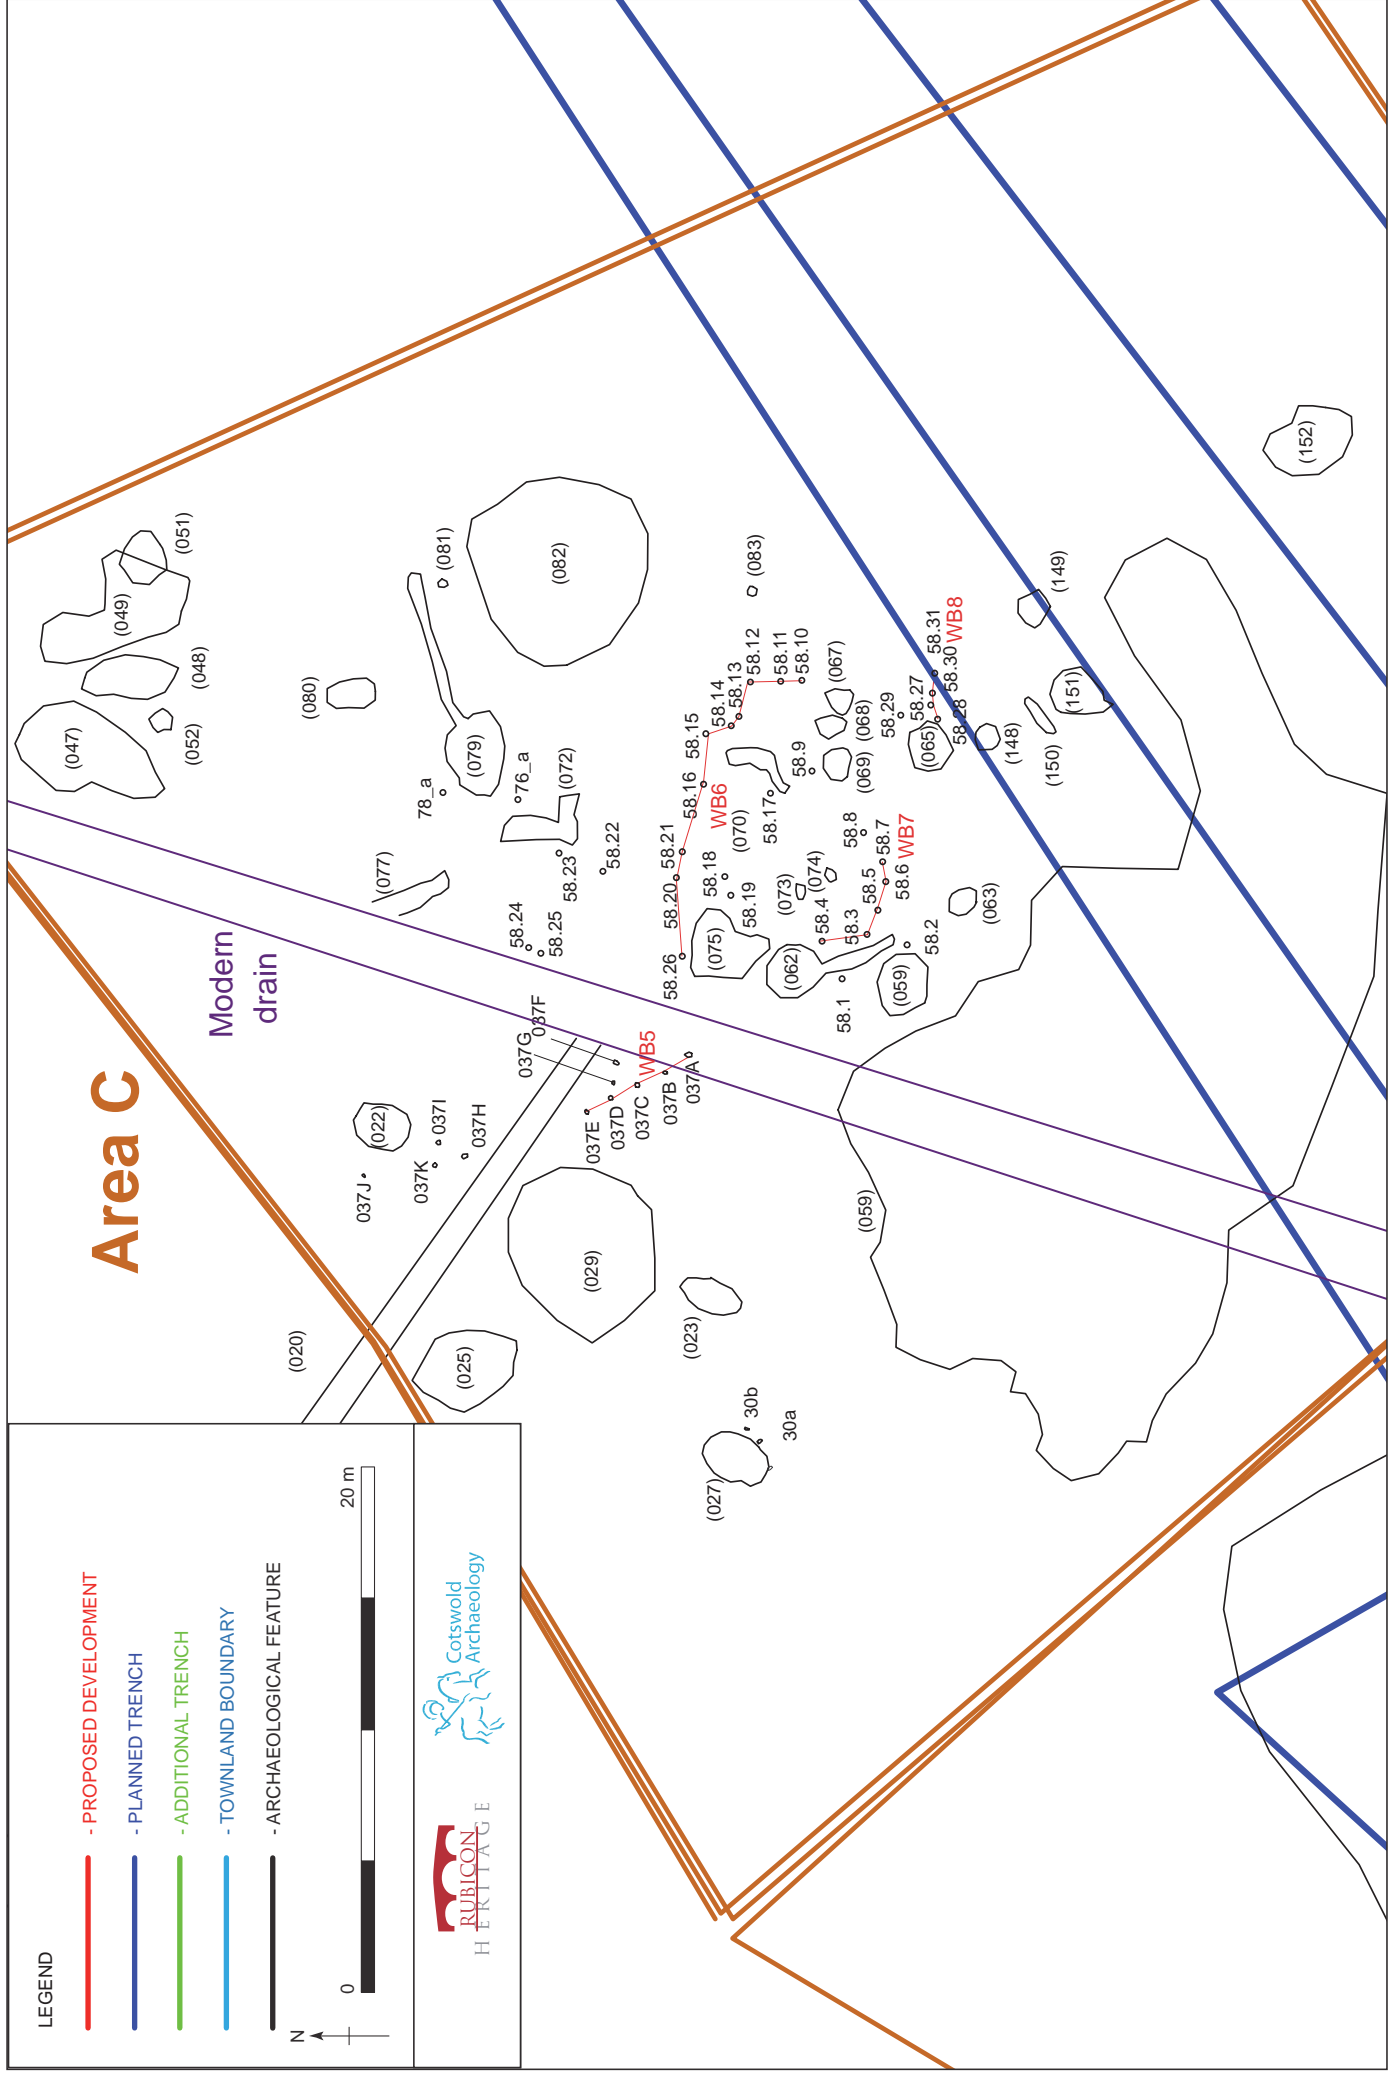 LEGEND
- PROPOSED DEVELOPMENT
- PLANNED TRENCH
- ADDITIONAL TRENCH
- TOWNLAND BOUNDARY
- ARCHAEOLOGICAL FEATURE
N
0
20 m
RUBICON
HERITAGE
Cotswold
Archaeology
Area C
Modern
drain
(047)
(049)
(051)
(048)
(052)
(080)
(081)
(082)
(079)
78_a
76_a
(072)
(077)
58.22
58.23
58.24
58.25
(083)
58.12
58.11
58.10
58.13
58.14
58.15
58.16
WB6
58.21
58.20
58.26
58.18
58.19
(070)
58.17
58.9
(067)
(068)
(069)
58.29
58.27
58.30
58.31
WB8
58.28
(065)
58.8
58.7
WB7
58.6
58.5
58.4
58.3
58.2
58.1
(073)
(074)
(075)
(062)
(059)
(063)
(148)
(149)
(150)
(151)
(152)
037F
037G
WB5
037A
037B
037C
037D
037E
(022)
037I
037H
037K
037J
(020)
(029)
(025)
(023)
30b
30a
(027)
(059)